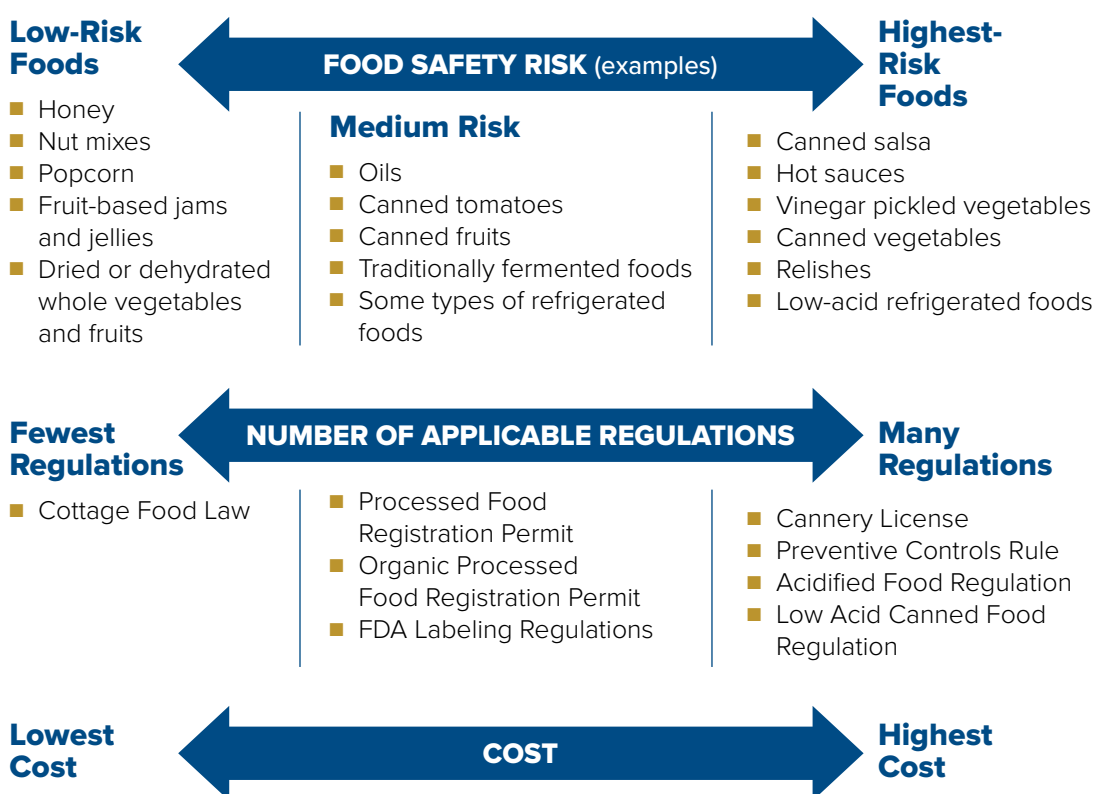 Low-Risk
Foods
FOOD SAFETY RISK (examples)
Highest-
Risk
Foods
■ Honey
■ Nut mixes
■ Popcorn
■ Fruit-based jams
and jellies
■ Dried or dehydrated
whole vegetables
and fruits
Medium Risk
■ Oils
■ Canned tomatoes
■ Canned fruits
■ Traditionally fermented foods
■ Some types of refrigerated
foods
■ Canned salsa
■ Hot sauces
■ Vinegar pickled vegetables
■ Canned vegetables
■ Relishes
■ Low-acid refrigerated foods
Fewest
Regulations
NUMBER OF APPLICABLE REGULATIONS
Many
Regulations
■ Cottage Food Law
■ Processed Food
Registration Permit
■ Organic Processed
Food Registration Permit
■ FDA Labeling Regulations
■ Cannery License
■ Preventive Controls Rule
■ Acidified Food Regulation
■ Low Acid Canned Food
Regulation
Lowest
Cost
COST
Highest
Cost